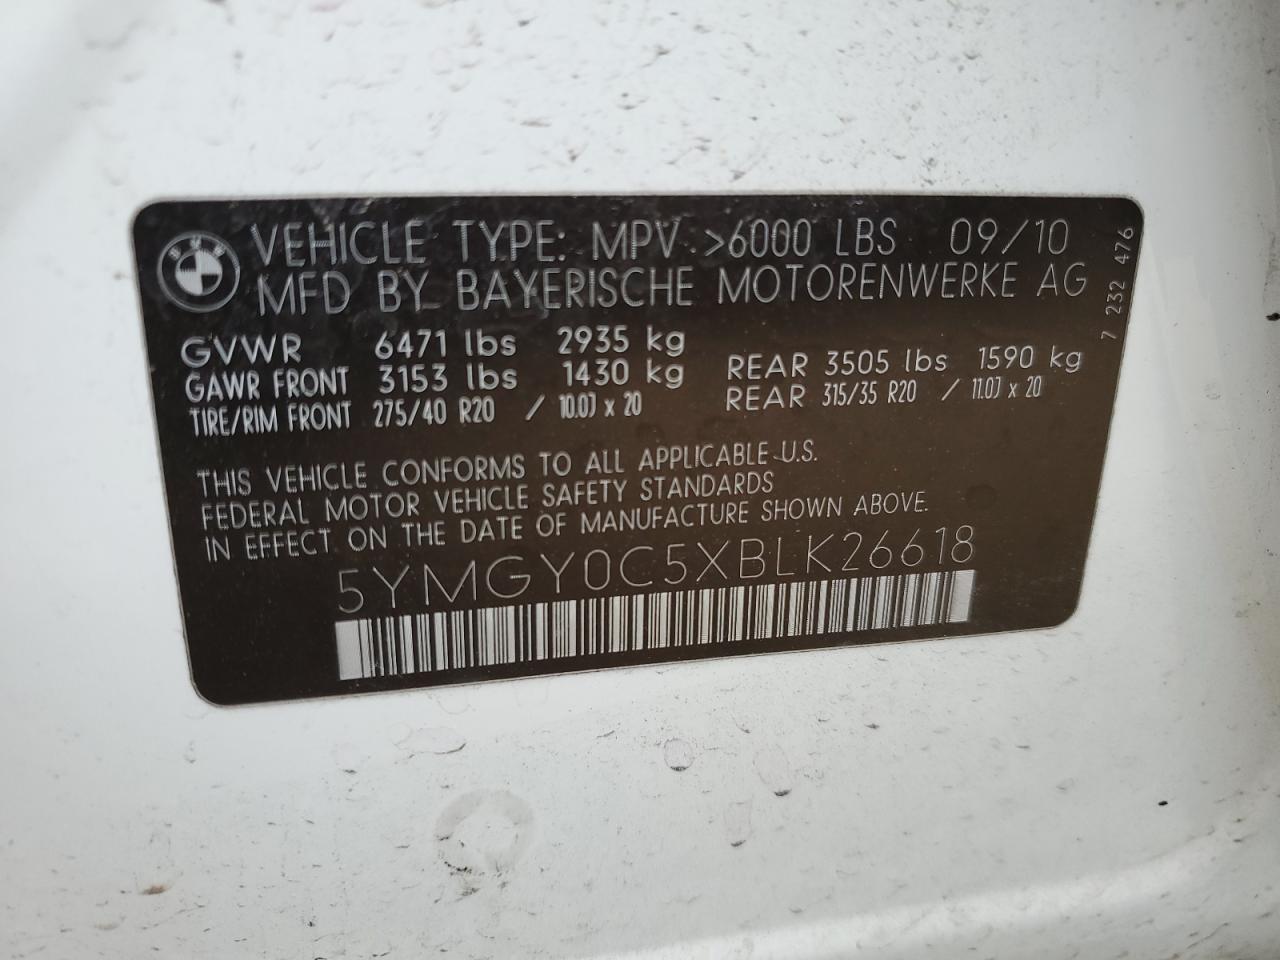 BMW
VEHICLE TYPE: MPV >6000 LBS 09/10
MFD BY BAYERISCHE MOTORENWERKE AG
7 232 476
GVWR 6471 lbs 2935 kg
GAWR FRONT 3153 lbs 1430 kg REAR 3505 lbs 1590 kg
TIRE/RIM FRONT 275/40 R20 / 10.0J x 20 REAR 315/35 R20 / 11.0J x 20
THIS VEHICLE CONFORMS TO ALL APPLICABLE U.S.
FEDERAL MOTOR VEHICLE SAFETY STANDARDS
IN EFFECT ON THE DATE OF MANUFACTURE SHOWN ABOVE.
5YMGY0C5XBLK26618